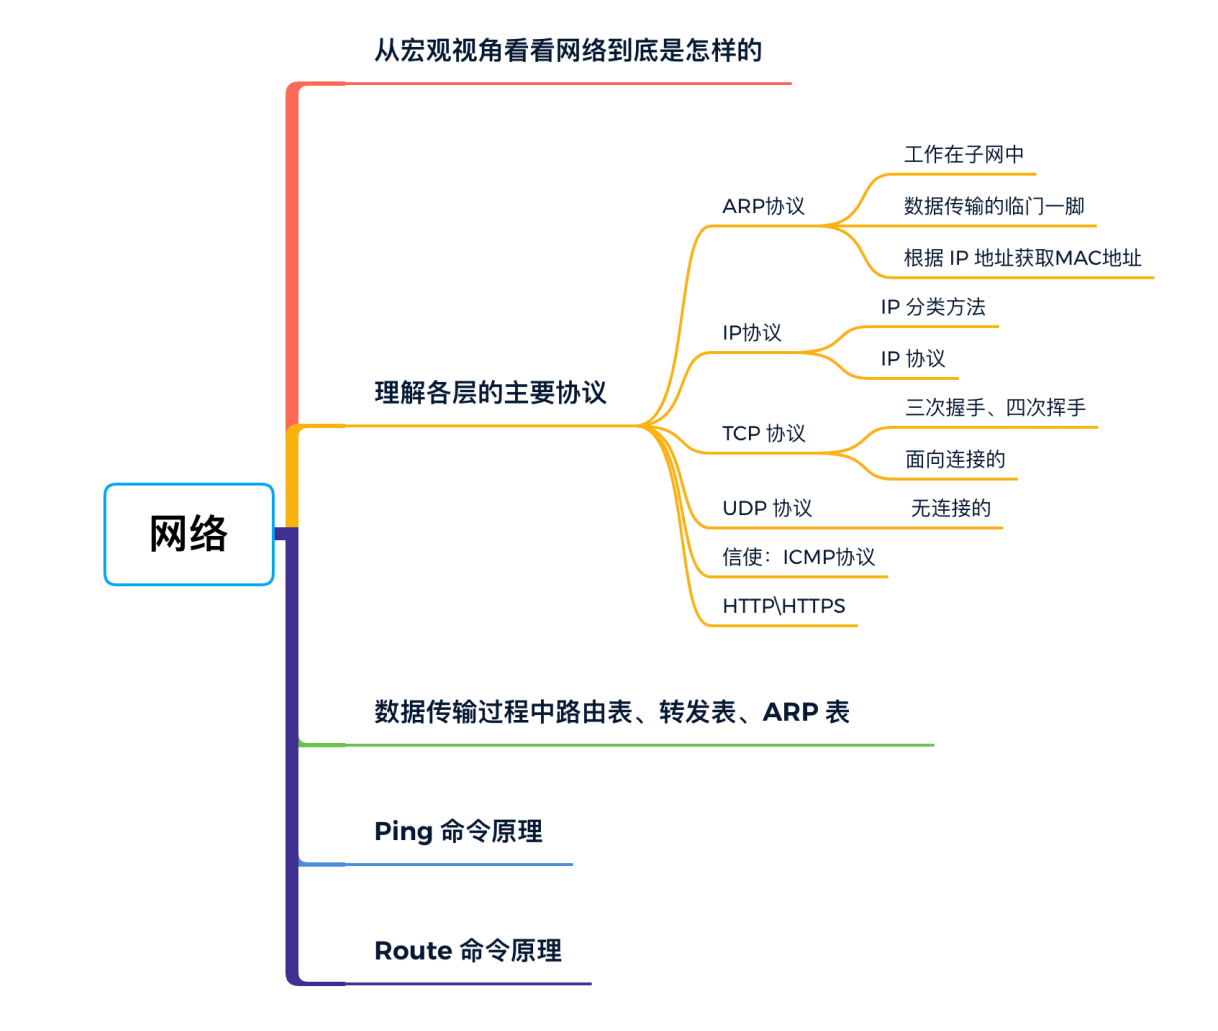 从宏观视角看看网络到底是怎样的
工作在子网中
ARP协议
数据传输的临门一脚
根据 IP 地址获取MAC地址
IP 分类方法
IP协议
IP 协议
理解各层的主要协议
三次握手、四次挥手
TCP 协议
面向连接的
UDP 协议
无连接的
网络
信使：ICMP协议
HTTP\HTTPS
数据传输过程中路由表、转发表、ARP 表
Ping 命令原理
Route 命令原理